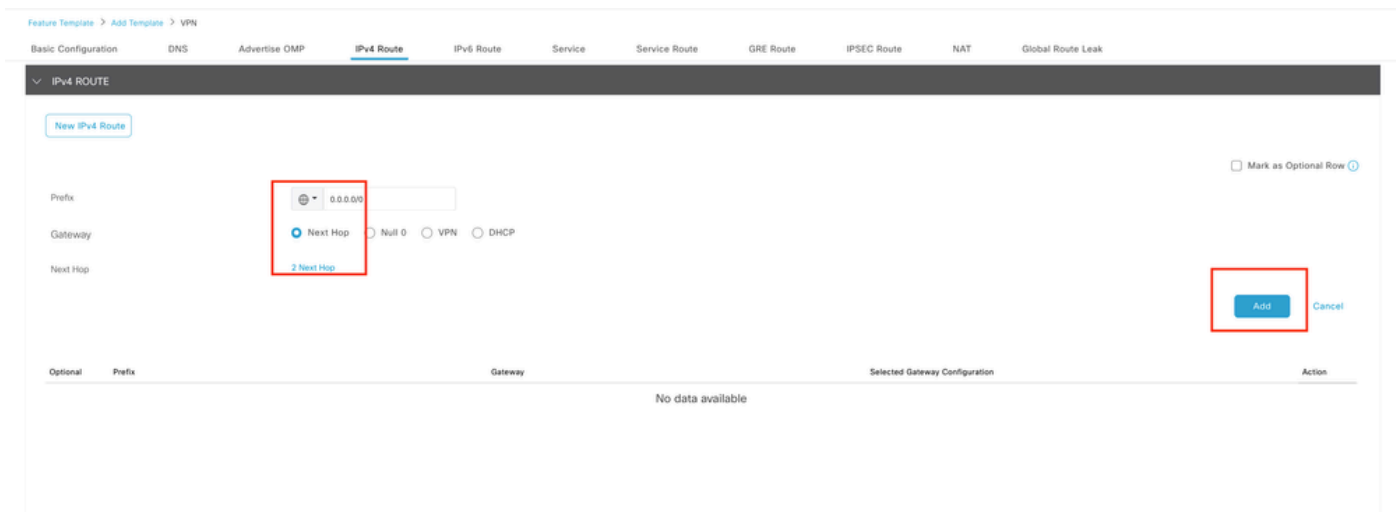 Feature Template > Add Template > VPN
Basic Configuration DNS Advertise OMP IPv4 Route IPv6 Route Service Service Route GRE Route IPSEC Route NAT Global Route Leak
IPv4 ROUTE
New IPv4 Route
Mark as Optional Row
Prefix 0.0.0.0/0
Gateway Next Hop Null 0 VPN DHCP
Next Hop 2 Next Hop
Add Cancel
Optional Prefix Gateway Selected Gateway Configuration Action
No data available